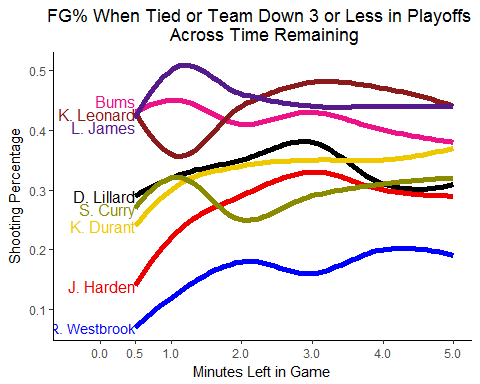 FG% When Tied or Team Down 3 or Less in Playoffs
Across Time Remaining
Shooting Percentage
0.5
0.4
0.3
0.2
0.1
Bums
K. Leonard
L. James
D. Lillard
S. Curry
K. Durant
J. Harden
R. Westbrook
0.0 0.5 1.0 2.0 3.0 4.0 5.0
Minutes Left in Game